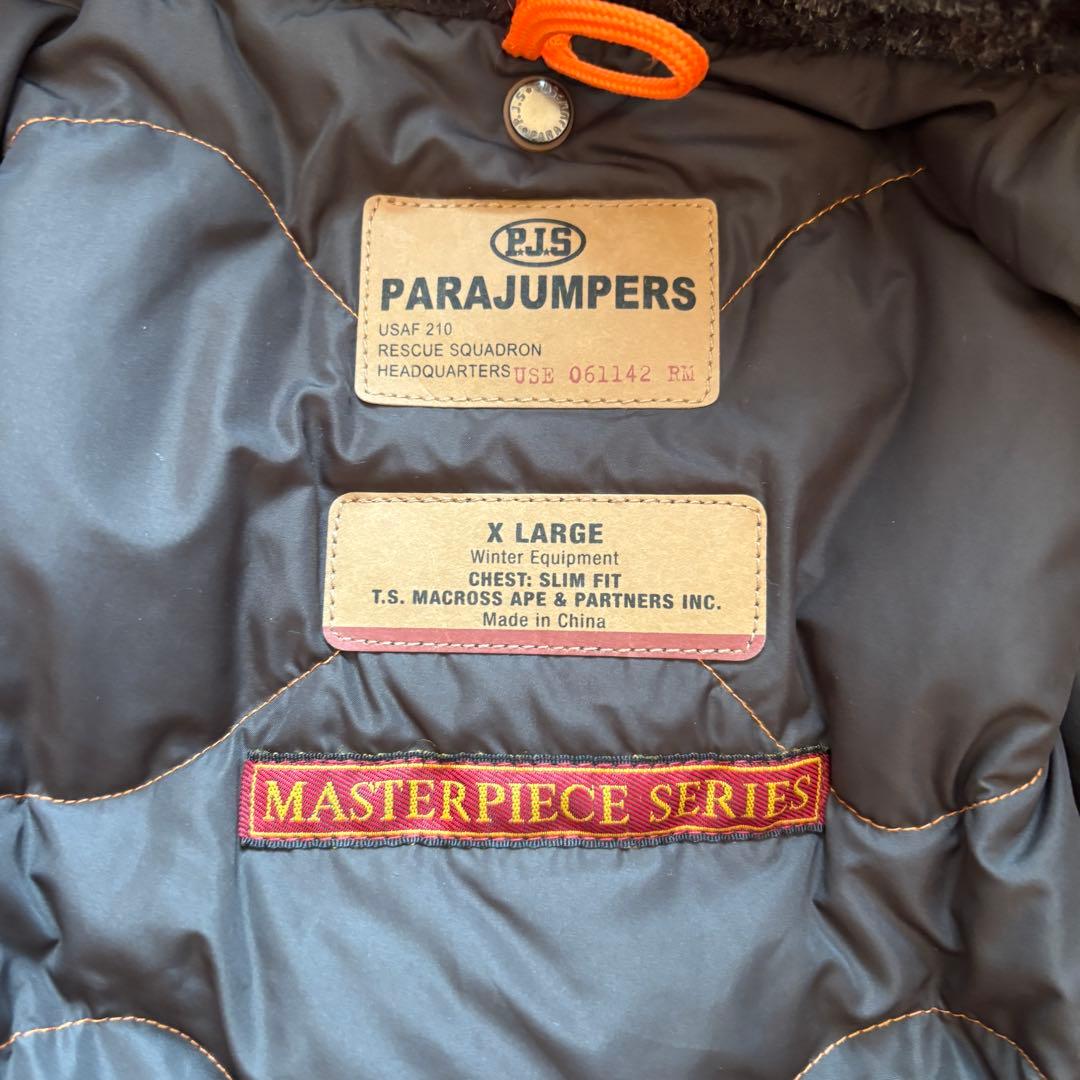 P.J.S
PARAJUMPERS
USAF 210
RESCUE SQUADRON
HEADQUARTERS USE 061142 RM
X LARGE
Winter Equipment
CHEST: SLIM FIT
T.S. MACROSS APE & PARTNERS INC.
Made in China
MASTERPIECE SERIES